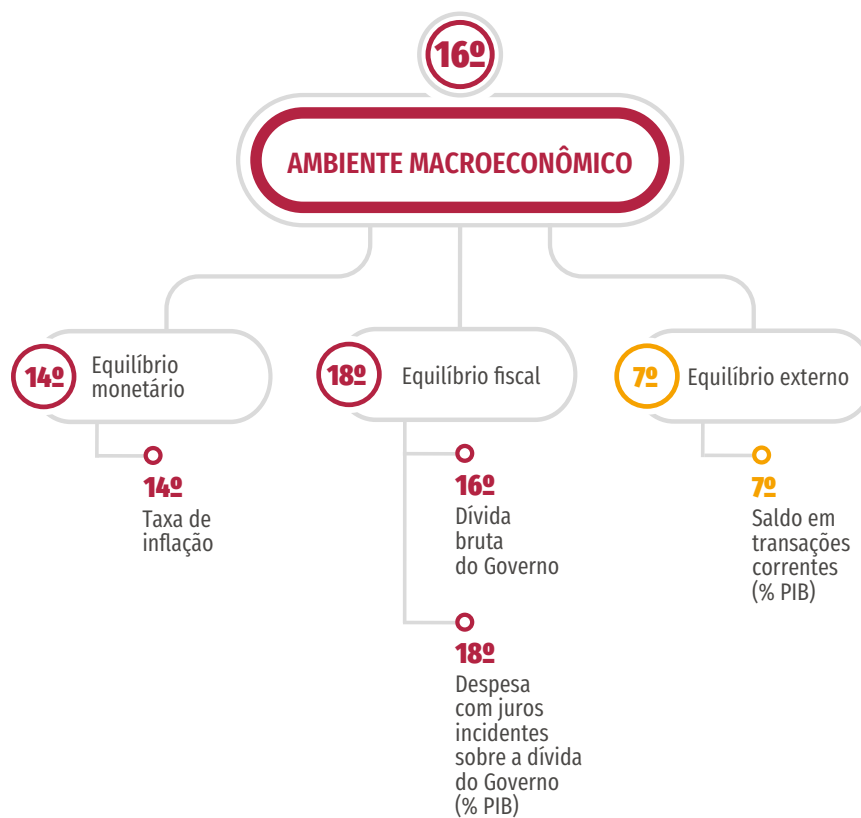 16º
AMBIENTE MACROECONÔMICO
14º
Equilíbrio
monetário
14º
Taxa de
inflação
18º
Equilíbrio fiscal
16º
Dívida
bruta
do Governo
18º
Despesa
com juros
incidentes
sobre a dívida
do Governo
(% PIB)
7º
Equilíbrio externo
7º
Saldo em
transações
correntes
(% PIB)